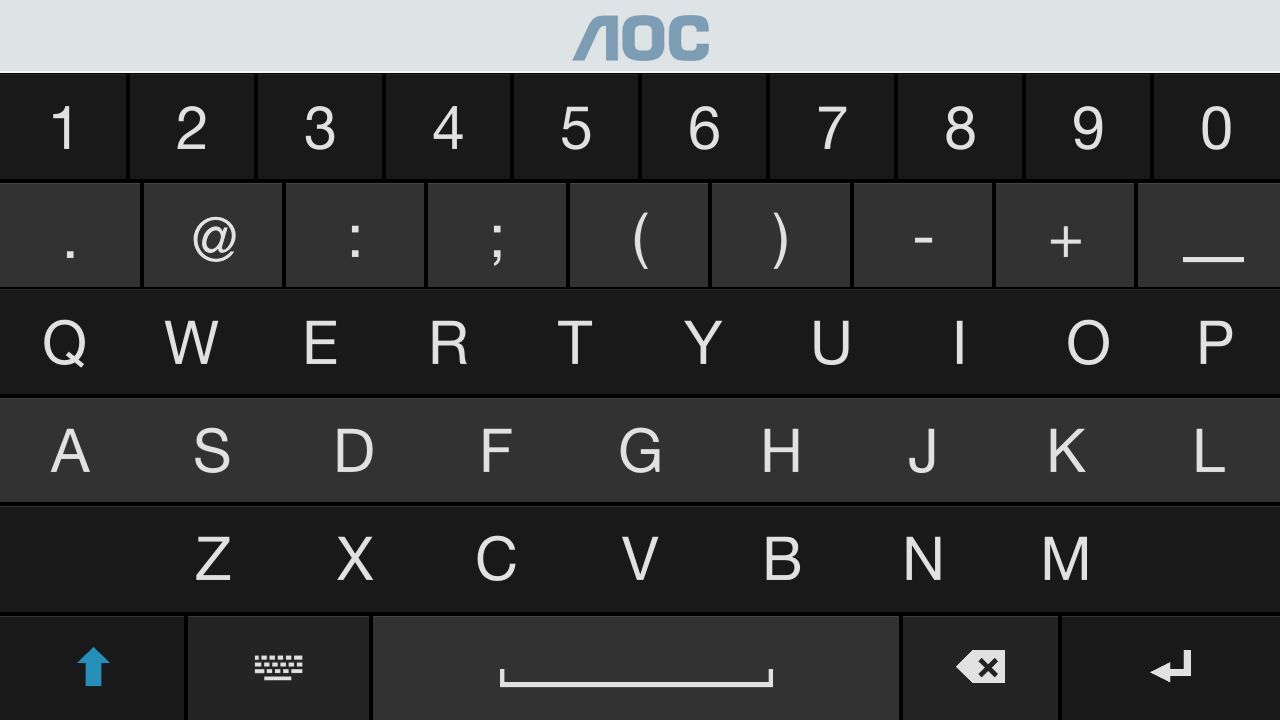 AOC
1 2 3 4 5 6 7 8 9 0
. @ : ; ( ) - + _
Q W E R T Y U I O P
A S D F G H J K L
Z X C V B N M